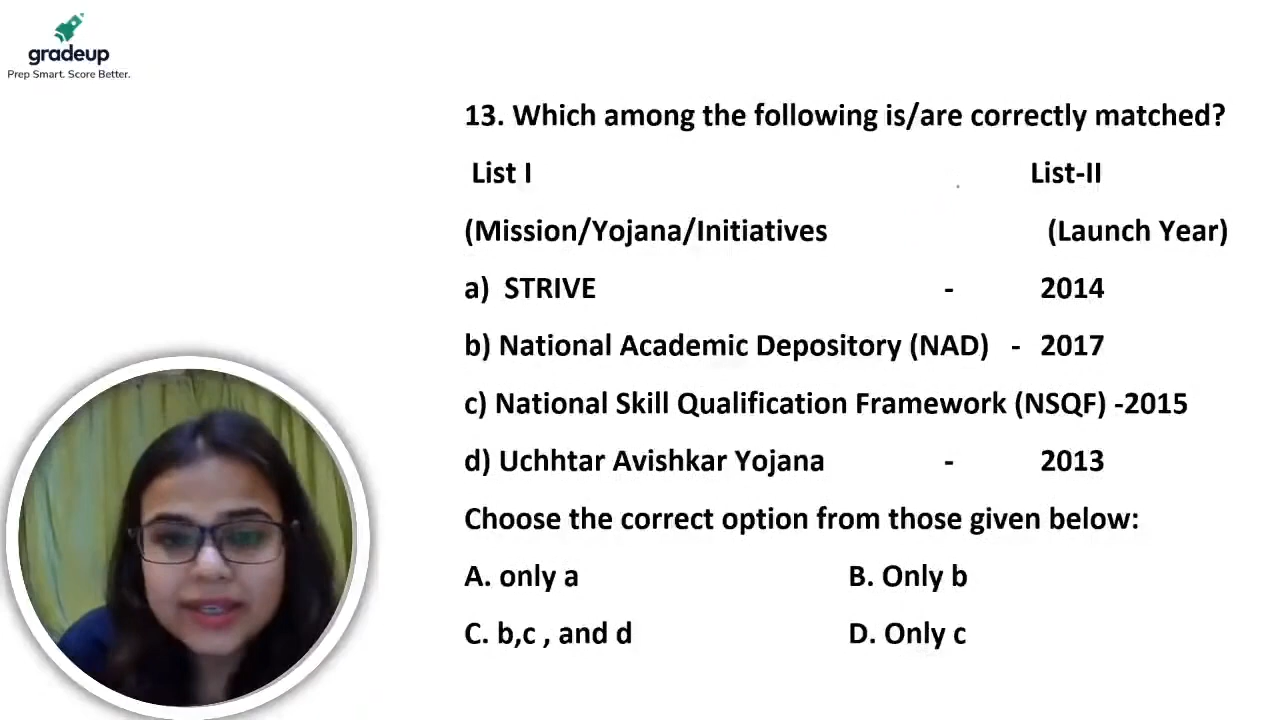 gradeup
Prep Smart. Score Better.
13. Which among the following is/are correctly matched?
List I List-II
(Mission/Yojana/Initiatives (Launch Year)
a) STRIVE - 2014
b) National Academic Depository (NAD) - 2017
c) National Skill Qualification Framework (NSQF) -2015
d) Uchhtar Avishkar Yojana - 2013
Choose the correct option from those given below:
A. only a B. Only b
C. b,c , and d D. Only c